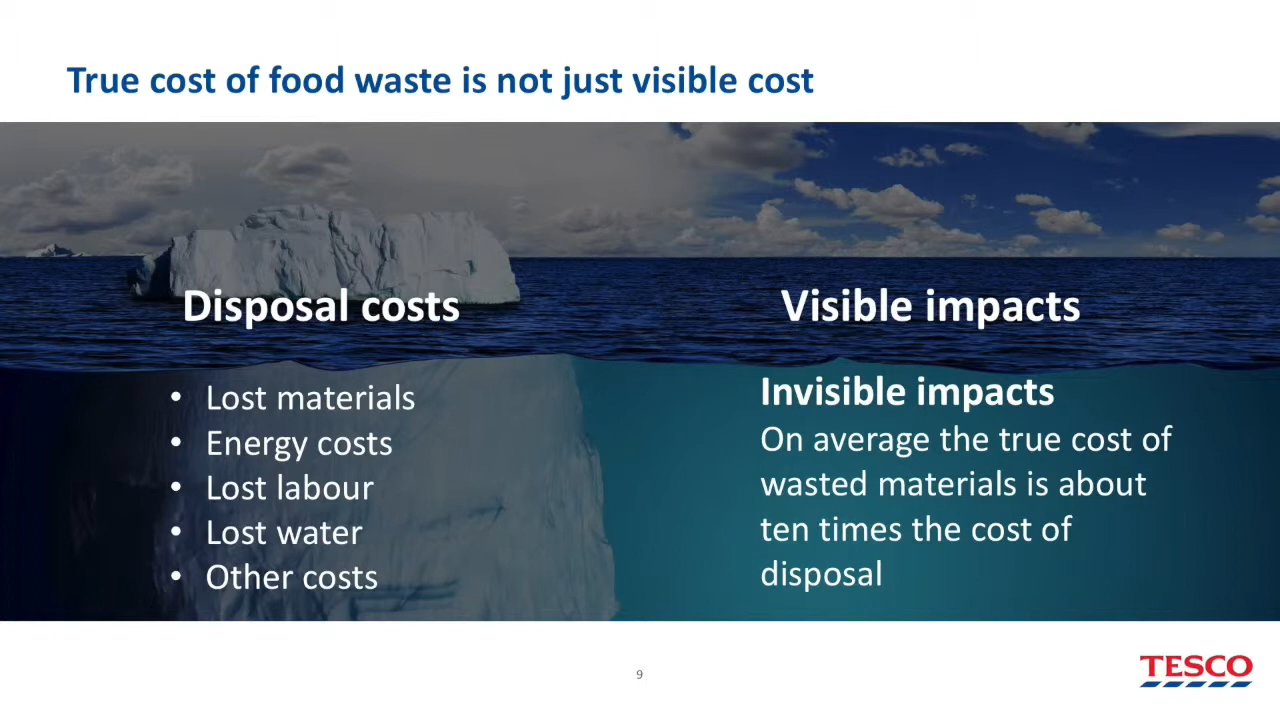 True cost of food waste is not just visible cost
Disposal costs
• Lost materials
• Energy costs
• Lost labour
• Lost water
• Other costs
Visible impacts
Invisible impacts
On average the true cost of
wasted materials is about
ten times the cost of
disposal
9
TESCO